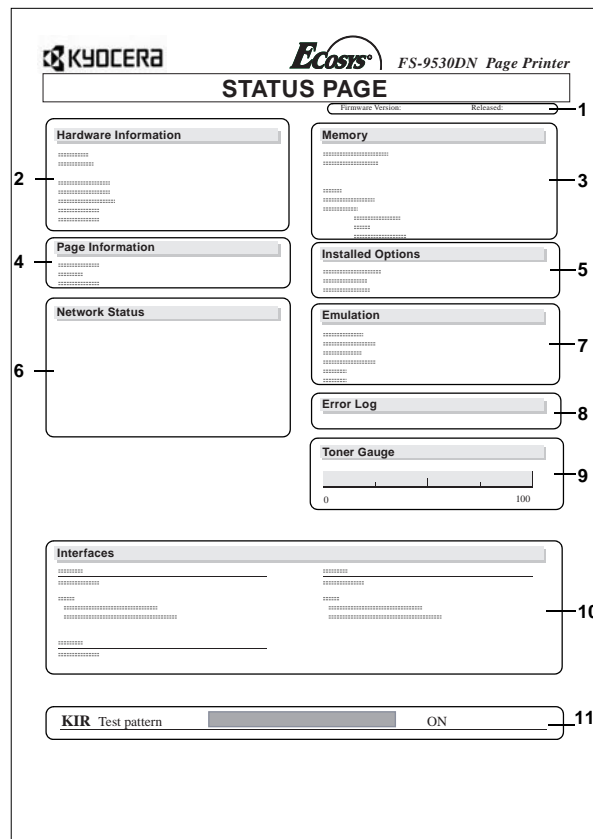 KYOCERA
ECOSYS
FS-9530DN Page Printer
STATUS PAGE
Firmware Version: Released:
1
Hardware Information
2
Memory
3
Page Information
4
Installed Options
5
Network Status
6
Emulation
7
Error Log
8
Toner Gauge
0 100
9
Interfaces
10
KIR Test pattern ON
11